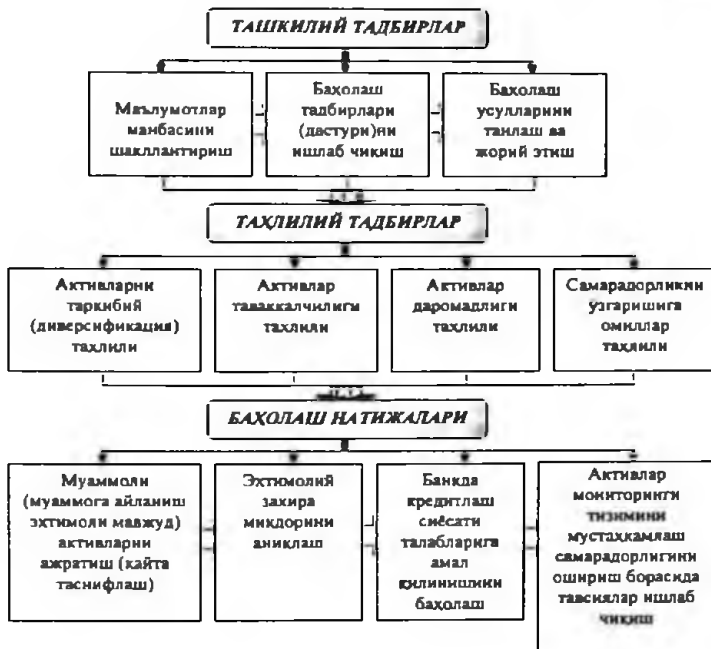 ТАШКИЛИЙ ТАДБИРЛАР
Маълумотлар
манбасини
шакллантириш
Баҳолаш
тадбирлари
(дастури)ни
ишлаб чиқиш
Баҳолаш
усулларини
танлаш ва
жорий этиш
ТАҲЛИЛИЙ ТАДБИРЛАР
Активларни
таркибий
(диверсификация)
таҳлили
Активлар
таваккалчилиги
таҳлили
Активлар
даромадлиги
таҳлили
Самарадорликни
ўзгаришига
омиллар
таҳлили
БАҲОЛАШ НАТИЖАЛАРИ
Муаммоли
(муаммога айланиш
эҳтимоли мавжуд)
активларни
ажратиш (қайта
таснифлаш)
Эҳтимолий
захира
миқдорини
аниқлаш
Банкда
кредитлаш
сиёсати
талабларига
амал
қилинишини
баҳолаш
Активлар
мониторинги
тизимини
мустаҳкамлаш
самарадорлигини
ошириш борасида
тавсиялар ишлаб
чиқиш